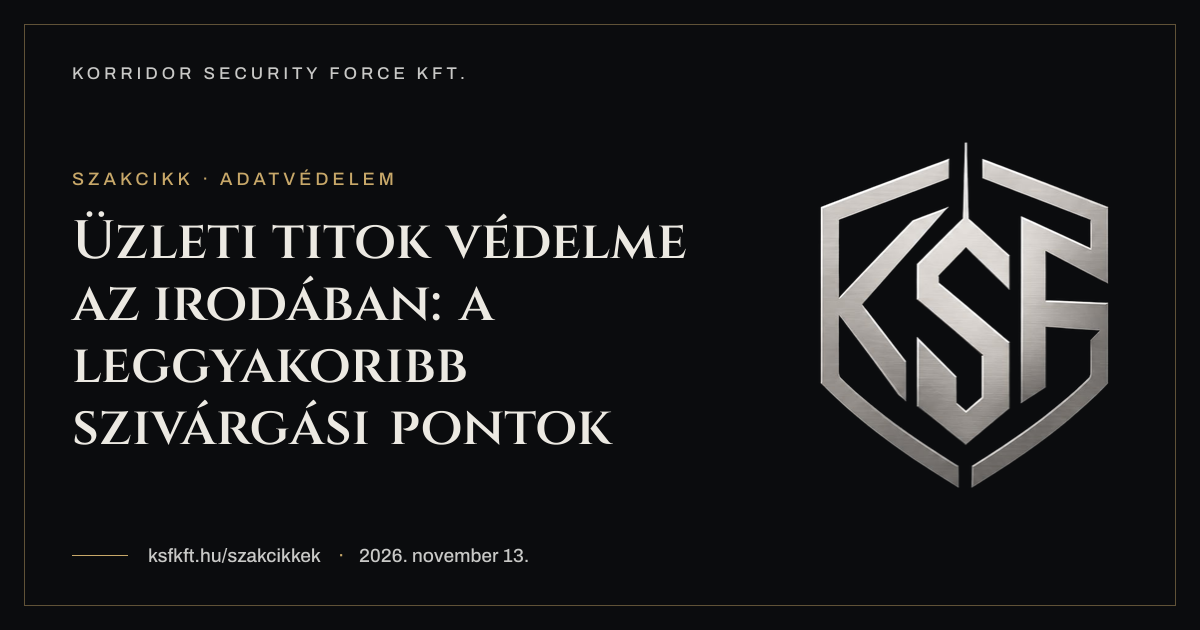 KORRIDOR SECURITY FORCE KFT.
SZAKCIKK · ADATVÉDELEM
ÜZLETI TITOK VÉDELME
AZ IRODÁBAN: A
LEGGYAKORIBB
SZIVÁRGÁSI PONTOK
KSF
ksfkft.hu/szakcikkek · 2026. november 13.